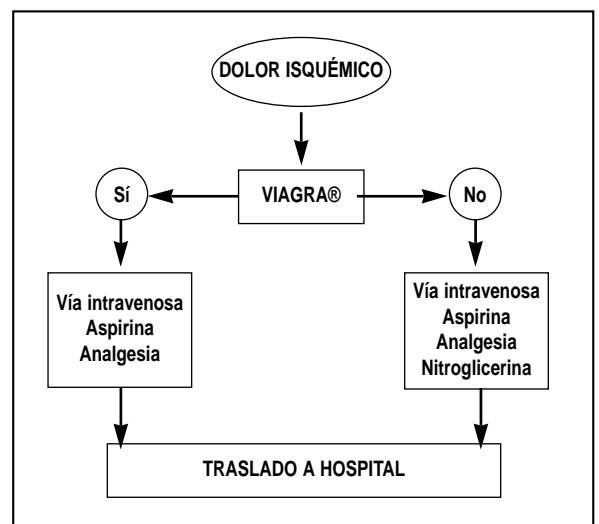 DOLOR ISQUÉMICO
Sí
VIAGRA®
No
Vía intravenosa
Aspirina
Analgesia
Vía intravenosa
Aspirina
Analgesia
Nitroglicerina
TRASLADO A HOSPITAL